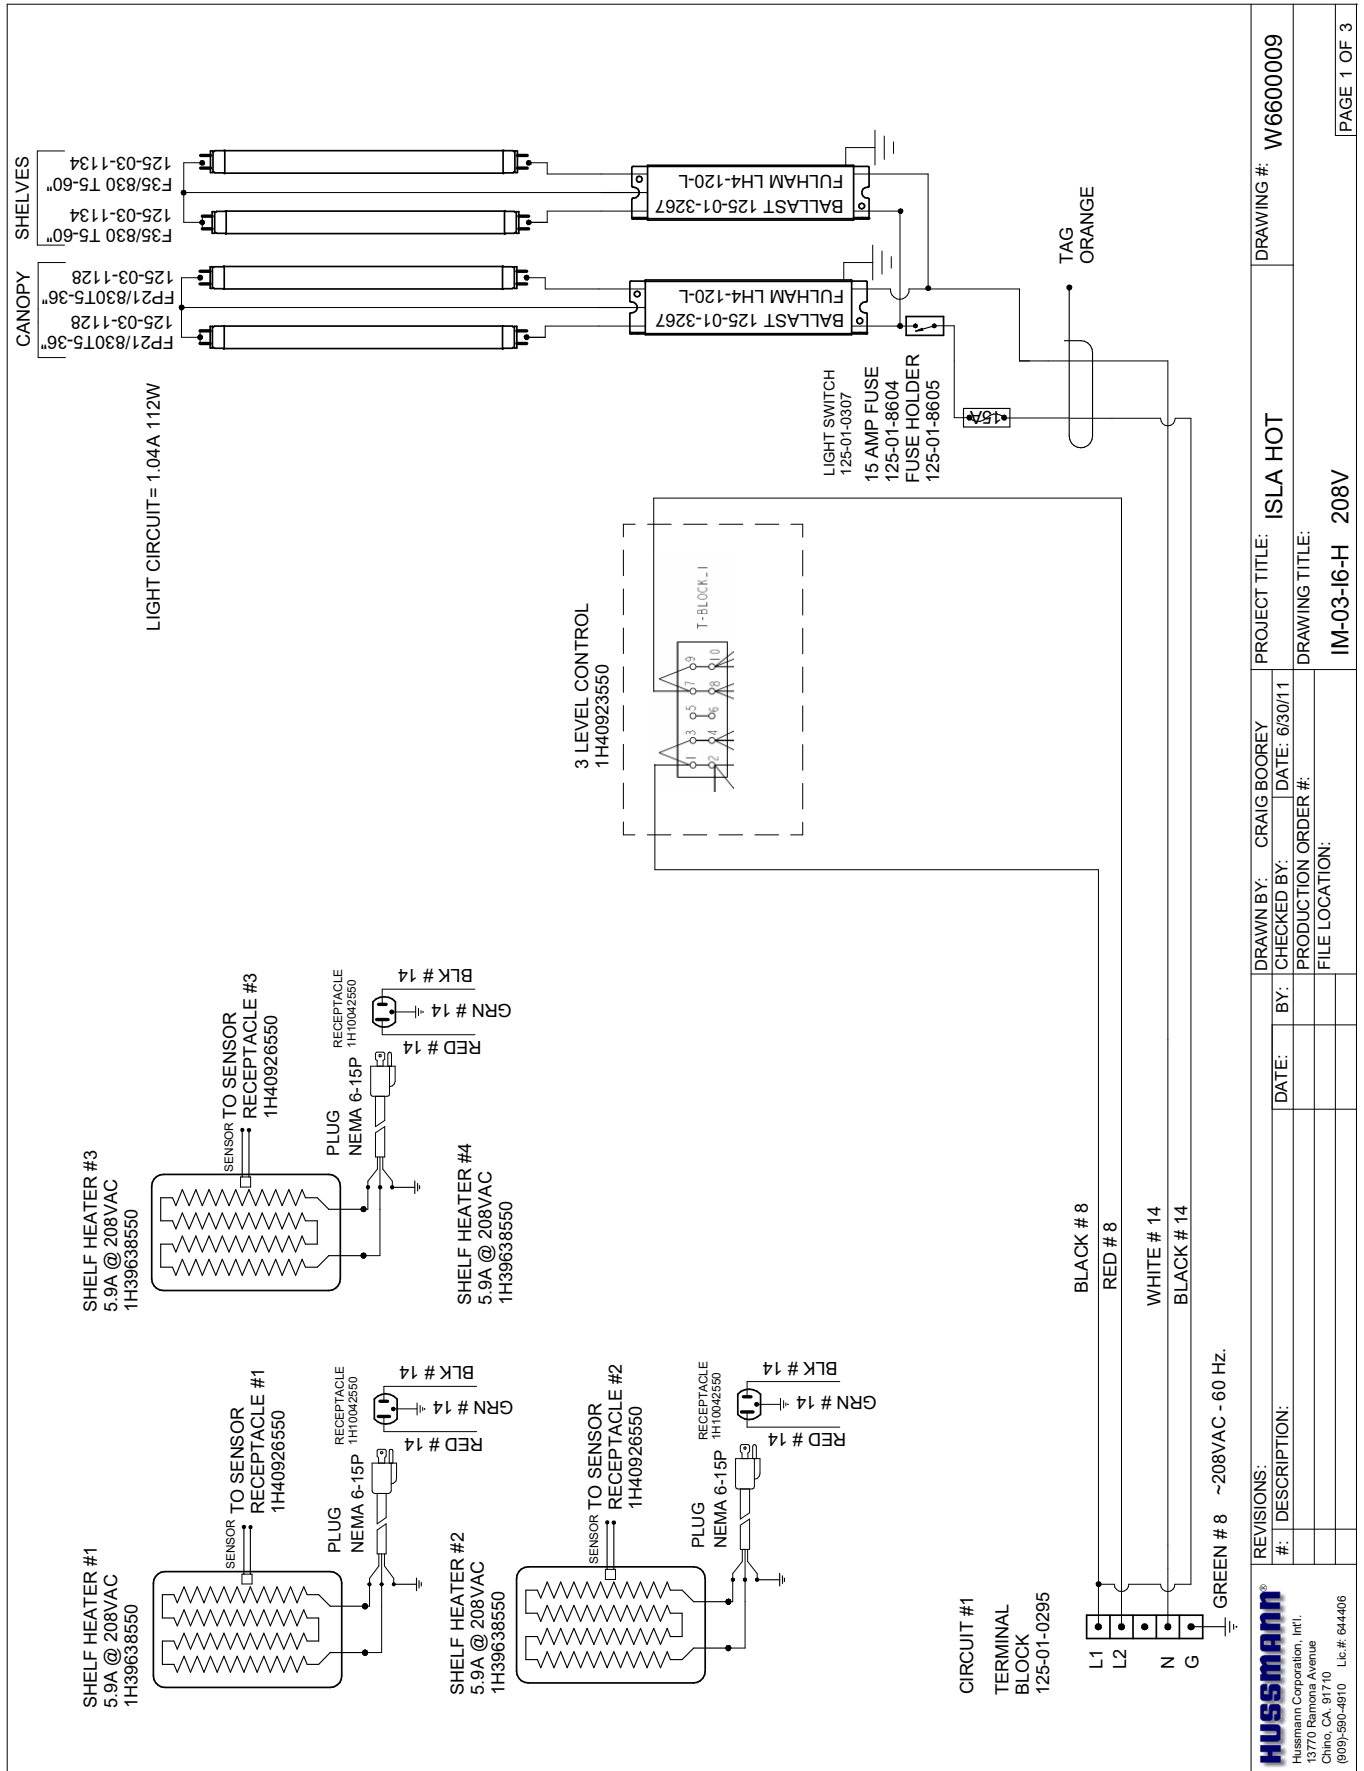 SHELF HEATER #1
5.9A @ 208VAC
1H39638550
SENSOR
TO SENSOR
RECEPTACLE #1
1H40926550
PLUG
NEMA 6-15P
RECEPTACLE
1H10042550
RED # 14
GRN # 14
BLK # 14
SHELF HEATER #3
5.9A @ 208VAC
1H39638550
SENSOR
TO SENSOR
RECEPTACLE #3
1H40926550
PLUG
NEMA 6-15P
RECEPTACLE
1H10042550
RED # 14
GRN # 14
BLK # 14
LIGHT CIRCUIT= 1.04A 112W
CANOPY
FP21/830T5-36"
125-03-1128
FP21/830T5-36"
125-03-1128
SHELVES
F35/830 T5-60"
125-03-1134
F35/830 T5-60"
125-03-1134
SHELF HEATER #2
5.9A @ 208VAC
1H39638550
SENSOR
TO SENSOR
RECEPTACLE #2
1H40926550
PLUG
NEMA 6-15P
RECEPTACLE
1H10042550
RED # 14
GRN # 14
BLK # 14
SHELF HEATER #4
5.9A @ 208VAC
1H39638550
3 LEVEL CONTROL
1H40923550
T-BLOCK_1
1 3 5 7 9
2 4 6 8 10
BALLAST 125-01-3267
FULHAM LH4-120-L
BALLAST 125-01-3267
FULHAM LH4-120-L
LIGHT SWITCH
125-01-0307
15 AMP FUSE
125-01-8604
FUSE HOLDER
125-01-8605
15A
TAG
ORANGE
CIRCUIT #1
TERMINAL
BLOCK
125-01-0295
L1
L2
N
G
BLACK # 8
RED # 8
WHITE # 14
BLACK # 14
GREEN # 8 ~208VAC - 60 Hz.
HUSSMANN®
Hussmann Corporation, Int'l.
13770 Ramona Avenue
Chino, CA. 91710
(909)-590-4910 Lic.#: 644406
REVISIONS:
#: DESCRIPTION: DATE: BY:
DRAWN BY: CRAIG BOOREY
CHECKED BY: DATE: 6/30/11
PRODUCTION ORDER #:
FILE LOCATION:
PROJECT TITLE: ISLA HOT
DRAWING TITLE:
IM-03-I6-H 208V
DRAWING #: W6600009
PAGE 1 OF 3